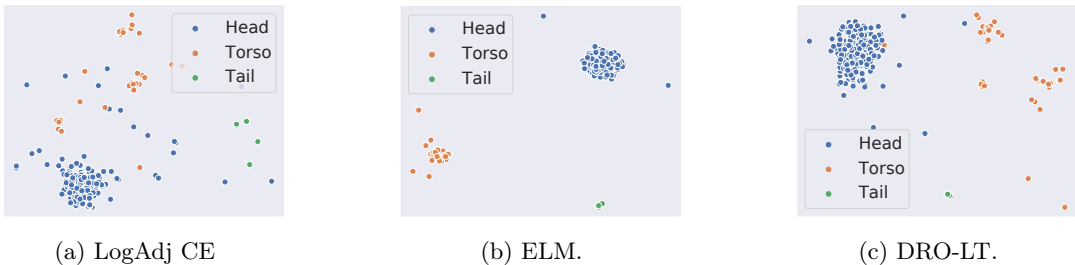 Head
Torso
Tail
Head
Torso
Tail
Head
Torso
Tail
(a) LogAdj CE
(b) ELM.
(c) DRO-LT.